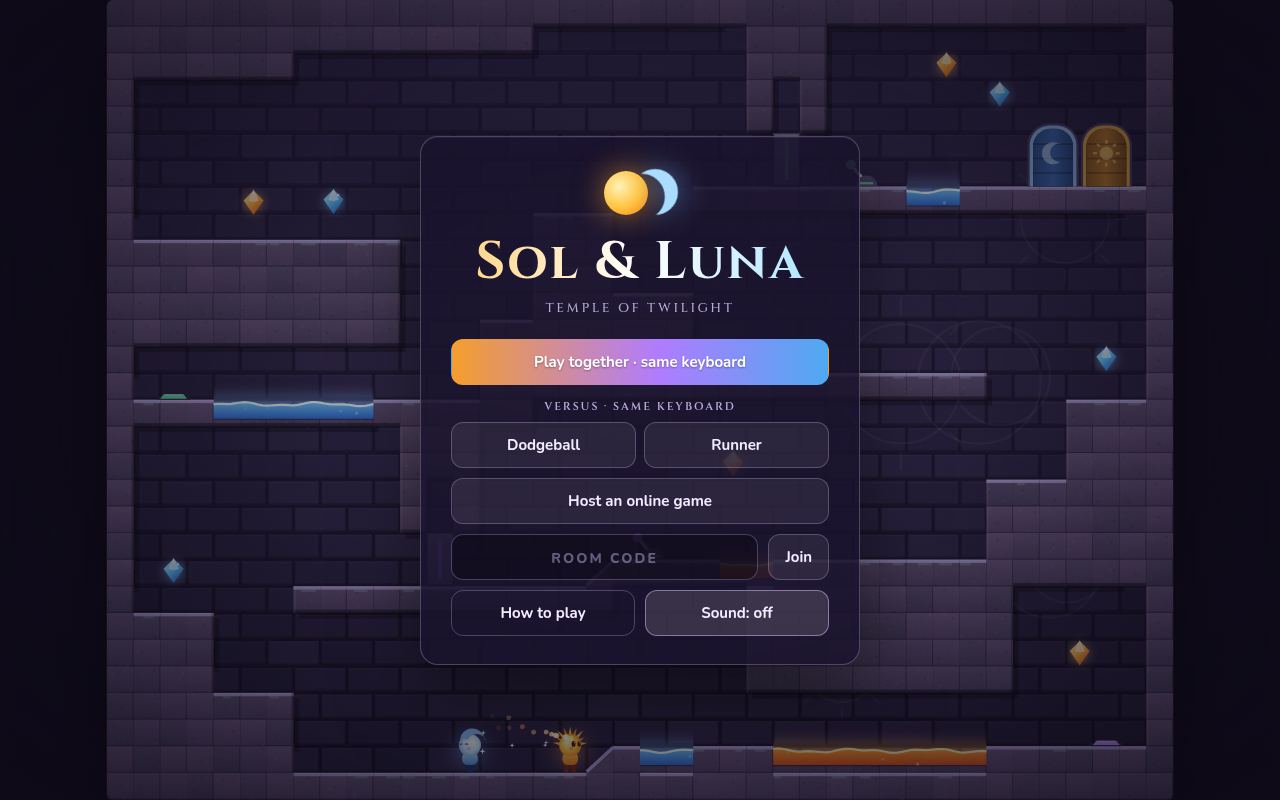 Sol & Luna
TEMPLE OF TWILIGHT
Play together · same keyboard
VERSUS · SAME KEYBOARD
Dodgeball
Runner
Host an online game
ROOM CODE
Join
How to play
Sound: off